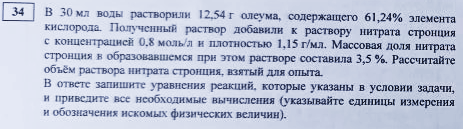 34 В 30 мл воды растворили 12,54 г олеума, содержащего 61,24% элемента
кислорода. Полученный раствор добавили к раствору нитрата стронция
с концентрацией 0,8 моль/л и плотностью 1,15 г/мл. Массовая доля нитрата
стронция в образовавшемся при этом растворе составила 3,5 %. Рассчитайте
объём раствора нитрата стронция, взятый для опыта.
В ответе запишите уравнения реакций, которые указаны в условии задачи,
и приведите все необходимые вычисления (указывайте единицы измерения
и обозначения искомых физических величин).